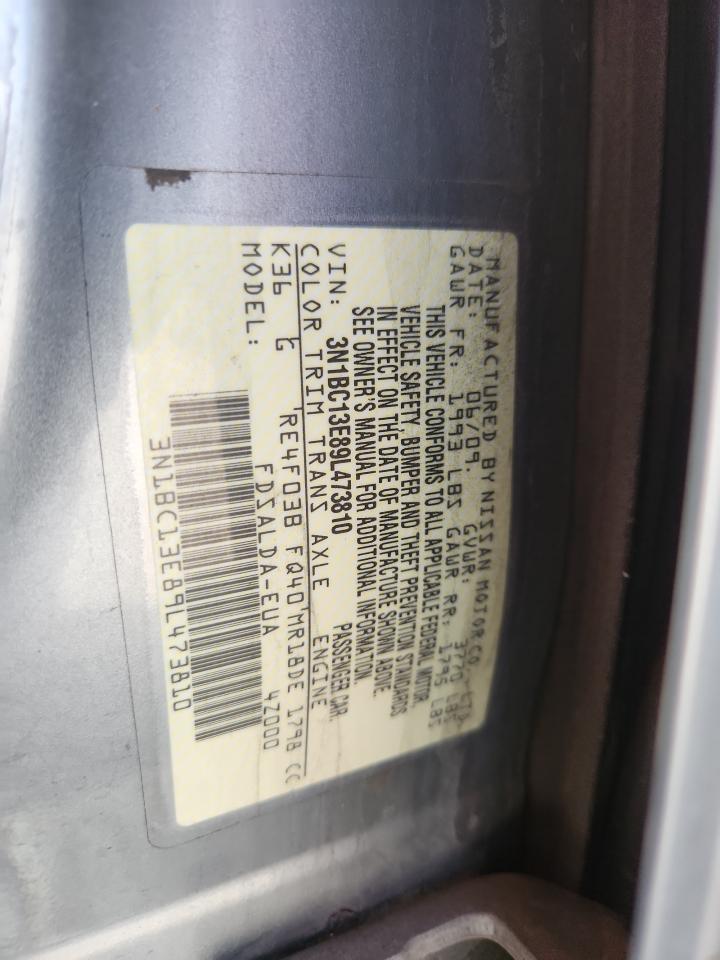 MANUFACTURED BY NISSAN MOTOR CO., LTD.
DATE: 06/09. GVWR: 3770 LBS
GAWR FR: 1993 LBS GAWR RR: 1795 LBS
THIS VEHICLE CONFORMS TO ALL APPLICABLE FEDERAL MOTOR
VEHICLE SAFETY, BUMPER AND THEFT PREVENTION STANDARDS
IN EFFECT ON THE DATE OF MANUFACTURE SHOWN ABOVE.
SEE OWNER'S MANUAL FOR ADDITIONAL INFORMATION.
VIN: 3N1BC13E89L473810 PASSENGER CAR
COLOR TRIM TRANS AXLE ENGINE
K36 G 'RE4F03B FQ40'MR18DE 1798 CC
MODEL: FDSALDA-EUA 4Z000
3N1BC13E89L473810